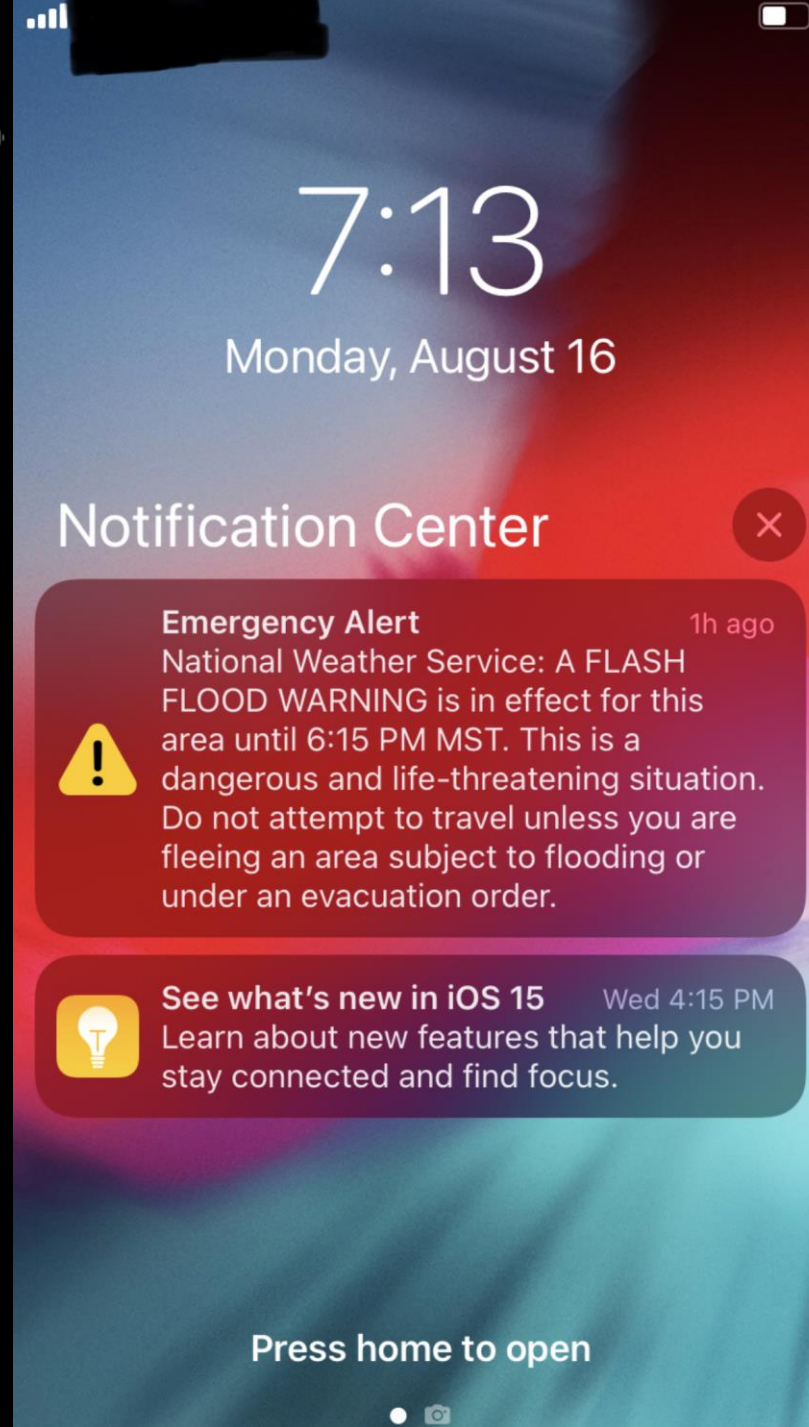 7:13
Monday, August 16
Notification Center
Emergency Alert 1h ago
National Weather Service: A FLASH
FLOOD WARNING is in effect for this
area until 6:15 PM MST. This is a
dangerous and life-threatening situation.
Do not attempt to travel unless you are
fleeing an area subject to flooding or
under an evacuation order.
See what’s new in iOS 15 Wed 4:15 PM
Learn about new features that help you
stay connected and find focus.
Press home to open